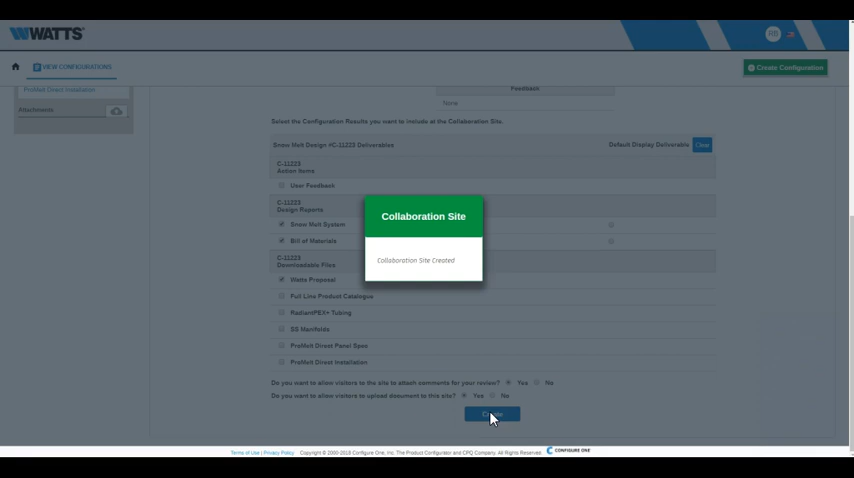 WATTS
RB
VIEW CONFIGURATIONS
Create Configuration
ProMelt Direct Installation
Attachments
Feedback
None
Select the Configuration Results you want to include at the Collaboration Site.
Snow Melt Design #C-11223 Deliverables
Default Display Deliverable
Clear
C-11223
Action Items
User Feedback
C-11223
Design Reports
Snow Melt System
Bill of Materials
C-11223
Downloadable Files
Watts Proposal
Full Line Product Catalogue
RadiantPEX+ Tubing
SS Manifolds
ProMelt Direct Panel Spec
ProMelt Direct Installation
Collaboration Site
Collaboration Site Created
Do you want to allow visitors to the site to attach comments for your review? Yes No
Do you want to allow visitors to upload document to this site? Yes No
Create
Terms of Use | Privacy Policy Copyright © 2000-2018 Configure One, Inc. The Product Configurator and CPQ Company. All Rights Reserved. CONFIGURE ONE